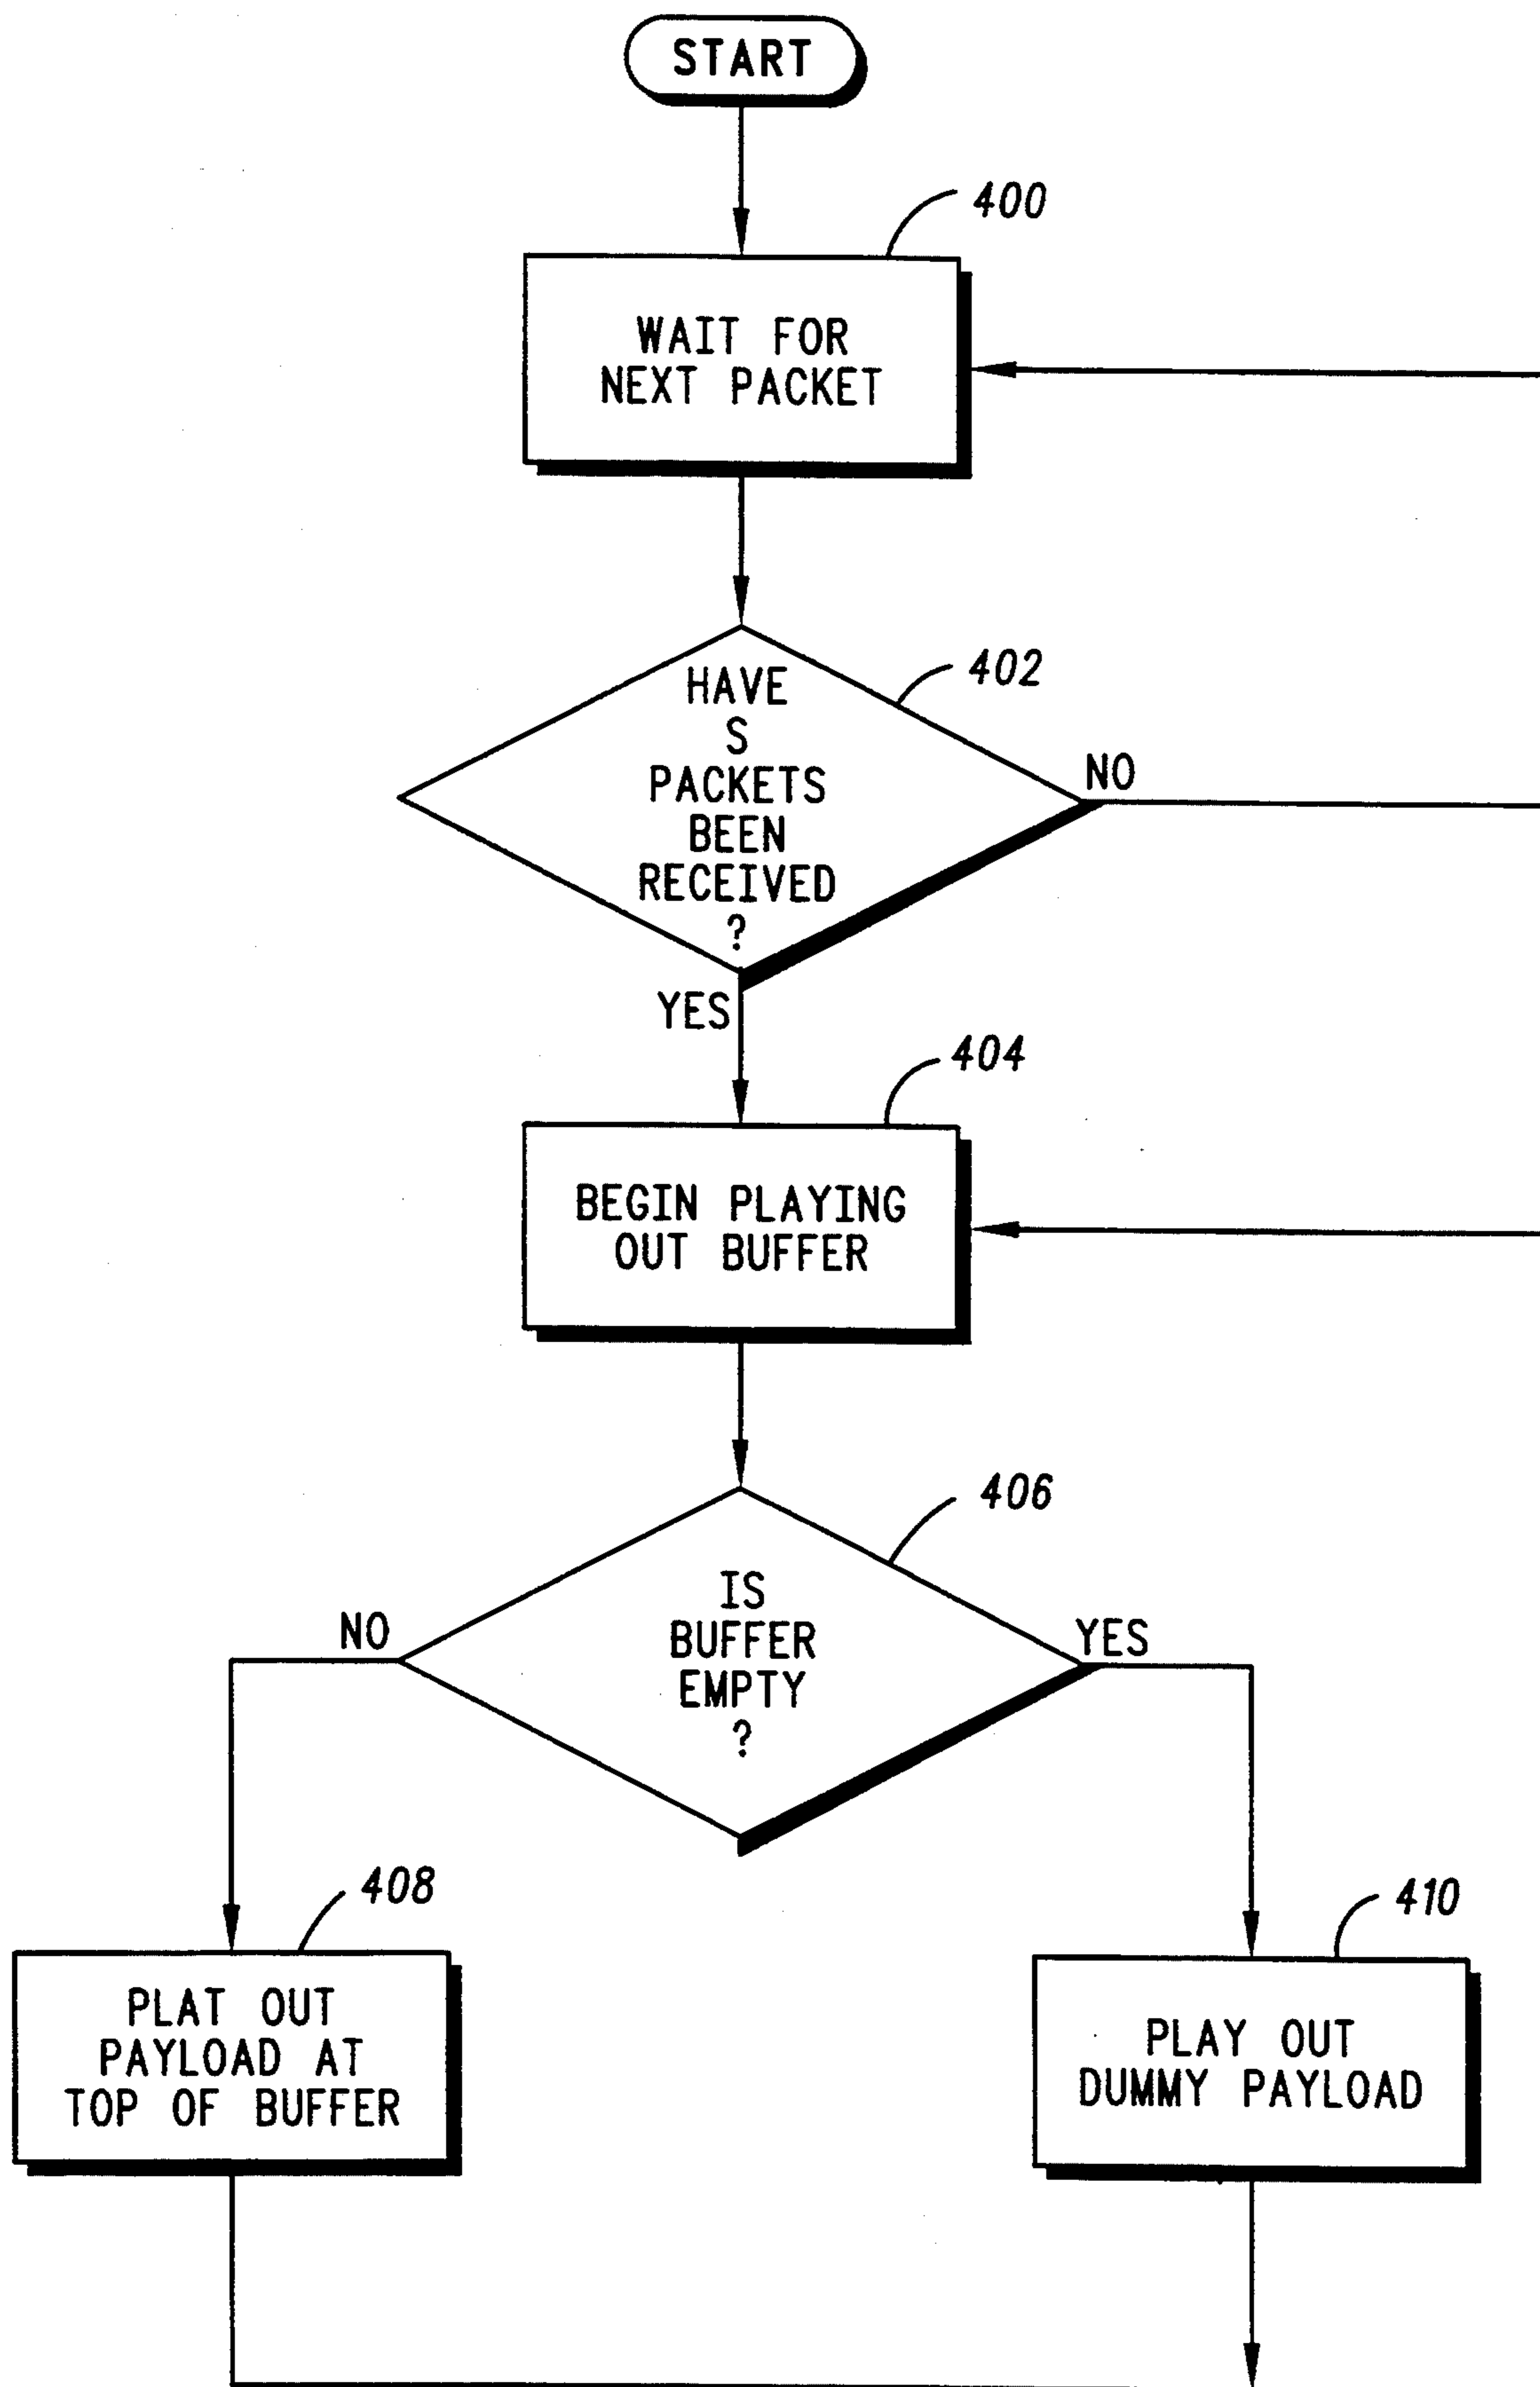 START
400
WAIT FOR
NEXT PACKET
402
HAVE
S
PACKETS
BEEN
RECEIVED
?
NO
YES
404
BEGIN PLAYING
OUT BUFFER
406
IS
BUFFER
EMPTY
?
NO
YES
408
PLAT OUT
PAYLOAD AT
TOP OF BUFFER
410
PLAY OUT
DUMMY PAYLOAD